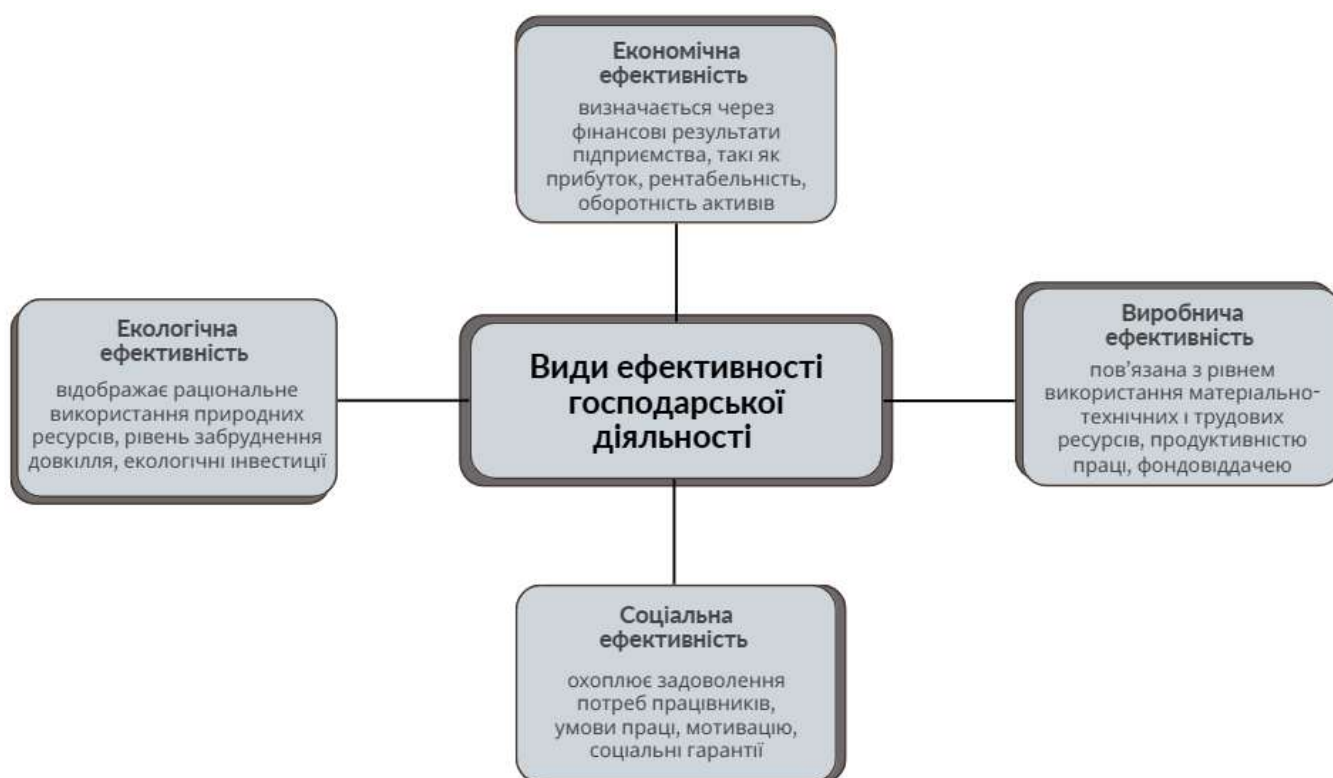 Економічна
ефективність
визначається через
фінансові результати
підприємства, такі як
прибуток, рентабельність,
оборотність активів
Екологічна
ефективність
відображає раціональне
використання природних
ресурсів, рівень забруднення
довкілля, екологічні інвестиції
Види ефективності
господарської
діяльності
Виробнича
ефективність
пов’язана з рівнем
використання матеріально-
технічних і трудових
ресурсів, продуктивністю
праці, фондовіддачею
Соціальна
ефективність
охоплює задоволення
потреб працівників,
умови праці, мотивацію,
соціальні гарантії